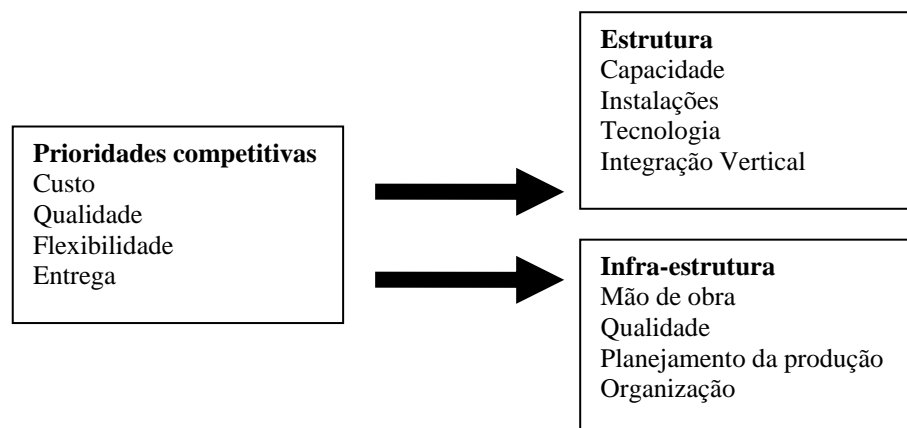 Prioridades competitivas
Custo
Qualidade
Flexibilidade
Entrega
Estrutura
Capacidade
Instalações
Tecnologia
Integração Vertical
Infra-estrutura
Mão de obra
Qualidade
Planejamento da produção
Organização